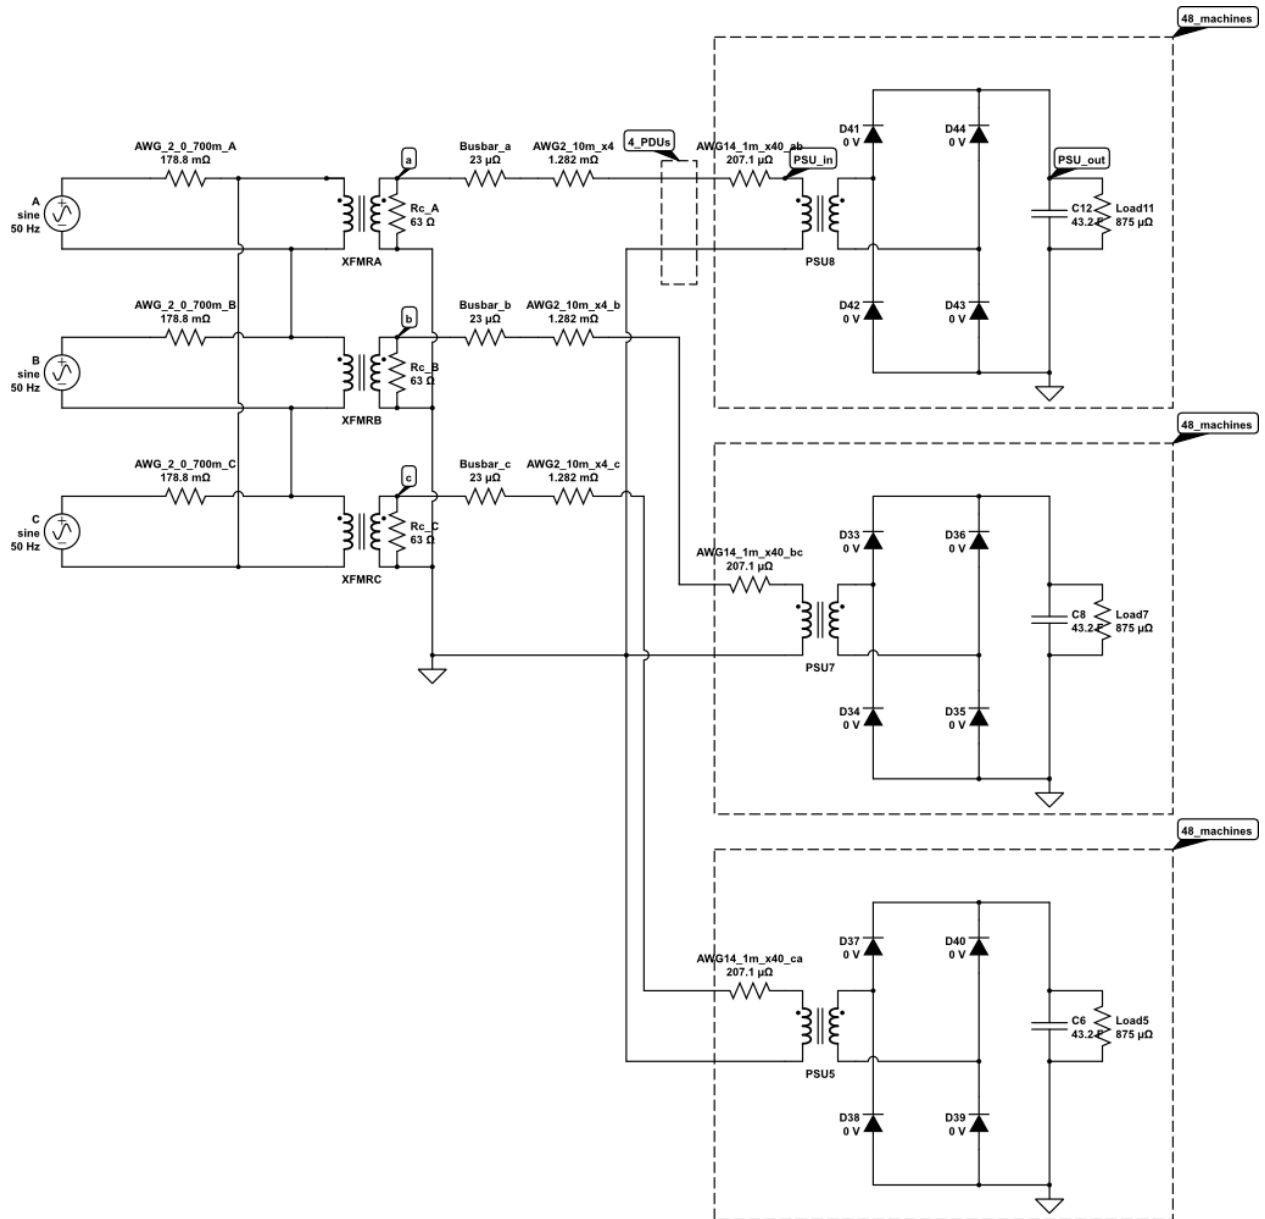 48_machines
AWG_2_0_700m_A
178.8 mΩ
A
sine
50 Hz
a
XFMRA
Rc_A
63 Ω
Busbar_a
23 µΩ
AWG2_10m_x4
1.282 mΩ
4_PDUs
AWG14_1m_x40_ab
207.1 µΩ
PSU_in
PSU8
D41
0 V
D44
0 V
D42
0 V
D43
0 V
PSU_out
C12
43.2 F
Load11
875 µΩ
AWG_2_0_700m_B
178.8 mΩ
B
sine
50 Hz
b
XFMRB
Rc_B
63 Ω
Busbar_b
23 µΩ
AWG2_10m_x4_b
1.282 mΩ
48_machines
AWG_2_0_700m_C
178.8 mΩ
C
sine
50 Hz
c
XFMRC
Rc_C
63 Ω
Busbar_c
23 µΩ
AWG2_10m_x4_c
1.282 mΩ
AWG14_1m_x40_bc
207.1 µΩ
PSU7
D33
0 V
D36
0 V
D34
0 V
D35
0 V
C8
43.2 F
Load7
875 µΩ
48_machines
AWG14_1m_x40_ca
207.1 µΩ
PSU5
D37
0 V
D40
0 V
D38
0 V
D39
0 V
C6
43.2 F
Load5
875 µΩ